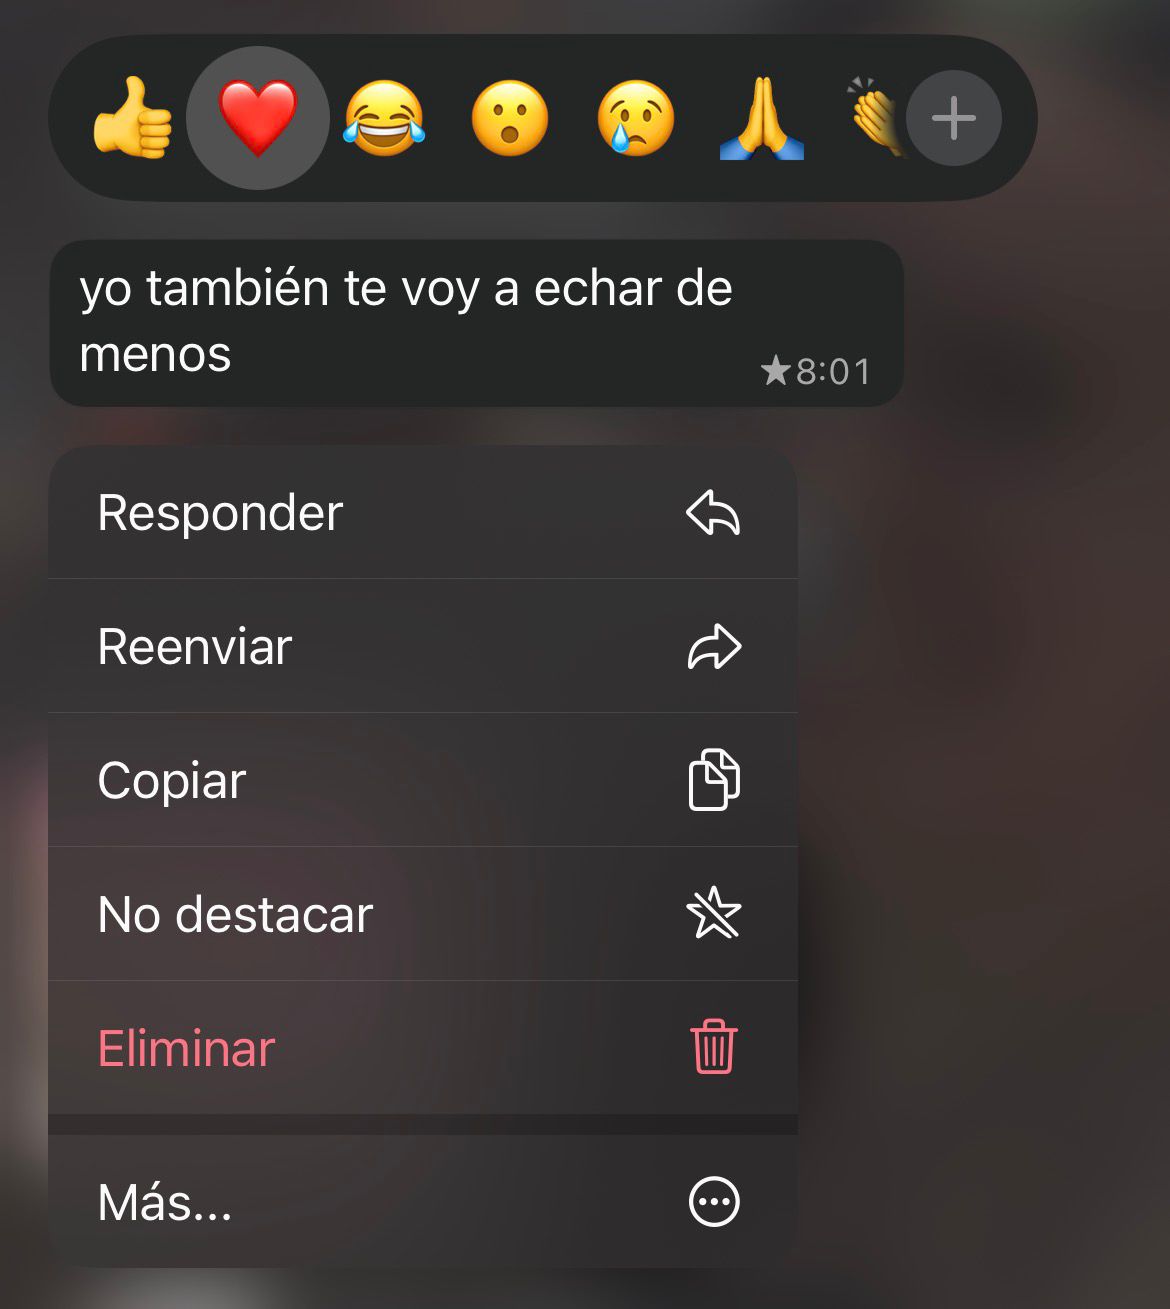 yo también te voy a echar de
menos
★8:01
Responder
Reenviar
Copiar
No destacar
Eliminar
Más...